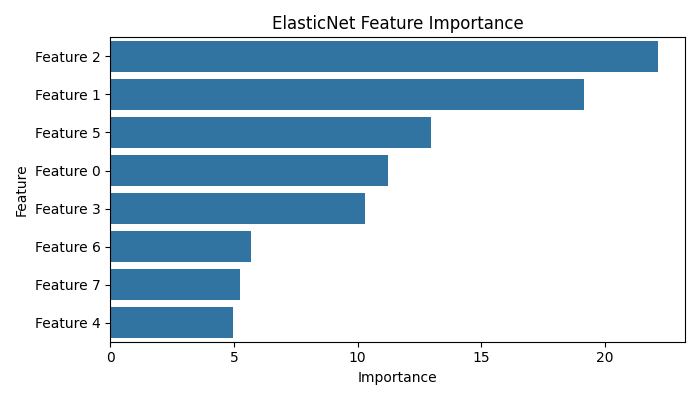 ElasticNet Feature Importance
Feature
Feature 2
Feature 1
Feature 5
Feature 0
Feature 3
Feature 6
Feature 7
Feature 4
0 5 10 15 20
Importance